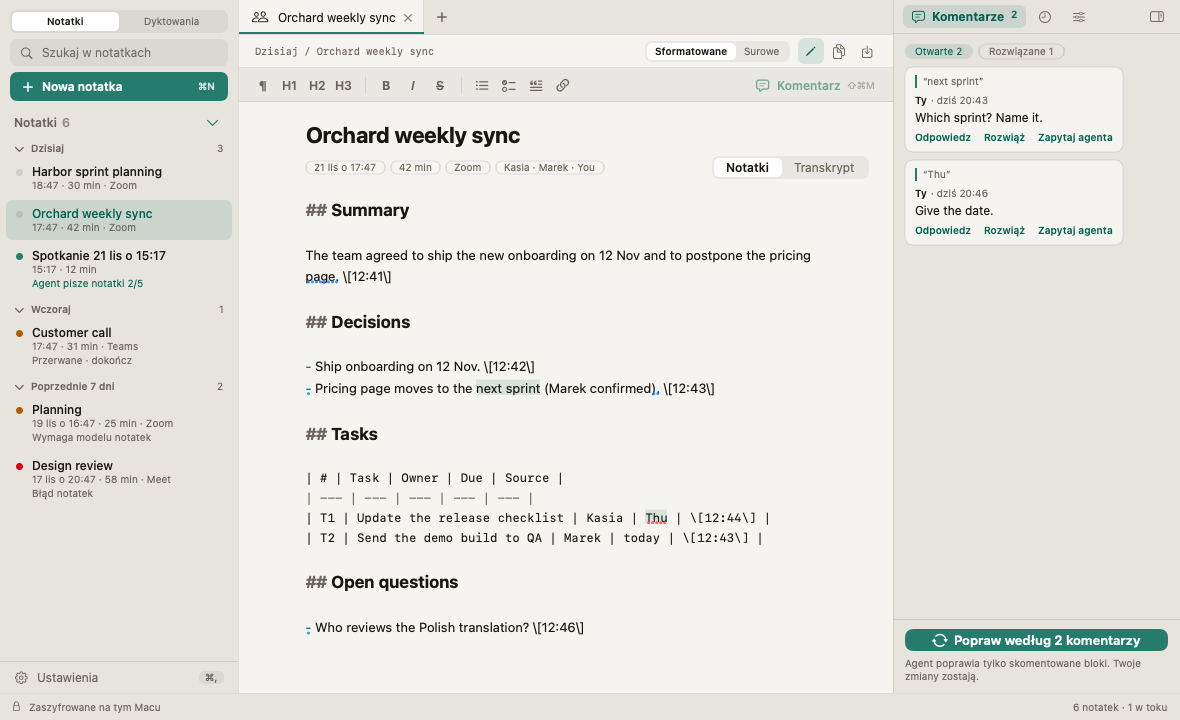 Notatki
Dyktowania
Szukaj w notatkach
Nowa notatka ⌘N
Notatki 6
Dzisiaj 3
Harbor sprint planning
18:47 · 30 min · Zoom
Orchard weekly sync
17:47 · 42 min · Zoom
Spotkanie 21 lis o 15:17
15:17 · 12 min
Agent pisze notatki 2/5
Wczoraj 1
Customer call
17:47 · 31 min · Teams
Przerwane · dokończ
Poprzednie 7 dni 2
Planning
19 lis o 16:47 · 25 min · Zoom
Wymaga modelu notatek
Design review
17 lis o 20:47 · 58 min · Meet
Błąd notatek
Ustawienia ⌘,
Zaszyfrowane na tym Macu
Orchard weekly sync
Dzisiaj / Orchard weekly sync
Sformatowane
Surowe
¶ H1 H2 H3 B I S
Komentarz ⇧⌘M
Orchard weekly sync
21 lis o 17:47
42 min
Zoom
Kasia · Marek · You
Notatki
Transkrypt
## Summary
The team agreed to ship the new onboarding on 12 Nov and to postpone the pricing
page. \[12:41\]
## Decisions
- Ship onboarding on 12 Nov. \[12:42\]
- Pricing page moves to the next sprint (Marek confirmed). \[12:43\]
## Tasks
| # | Task | Owner | Due | Source |
| --- | --- | --- | --- | --- |
| T1 | Update the release checklist | Kasia | Thu | \[12:44\] |
| T2 | Send the demo build to QA | Marek | today | \[12:43\] |
## Open questions
- Who reviews the Polish translation? \[12:46\]
Komentarze 2
Otwarte 2
Rozwiązane 1
“next sprint”
Ty · dziś 20:43
Which sprint? Name it.
Odpowiedz Rozwiąż Zapytaj agenta
“Thu”
Ty · dziś 20:46
Give the date.
Odpowiedz Rozwiąż Zapytaj agenta
Popraw według 2 komentarzy
Agent poprawia tylko skomentowane bloki. Twoje
zmiany zostają.
6 notatek · 1 w toku